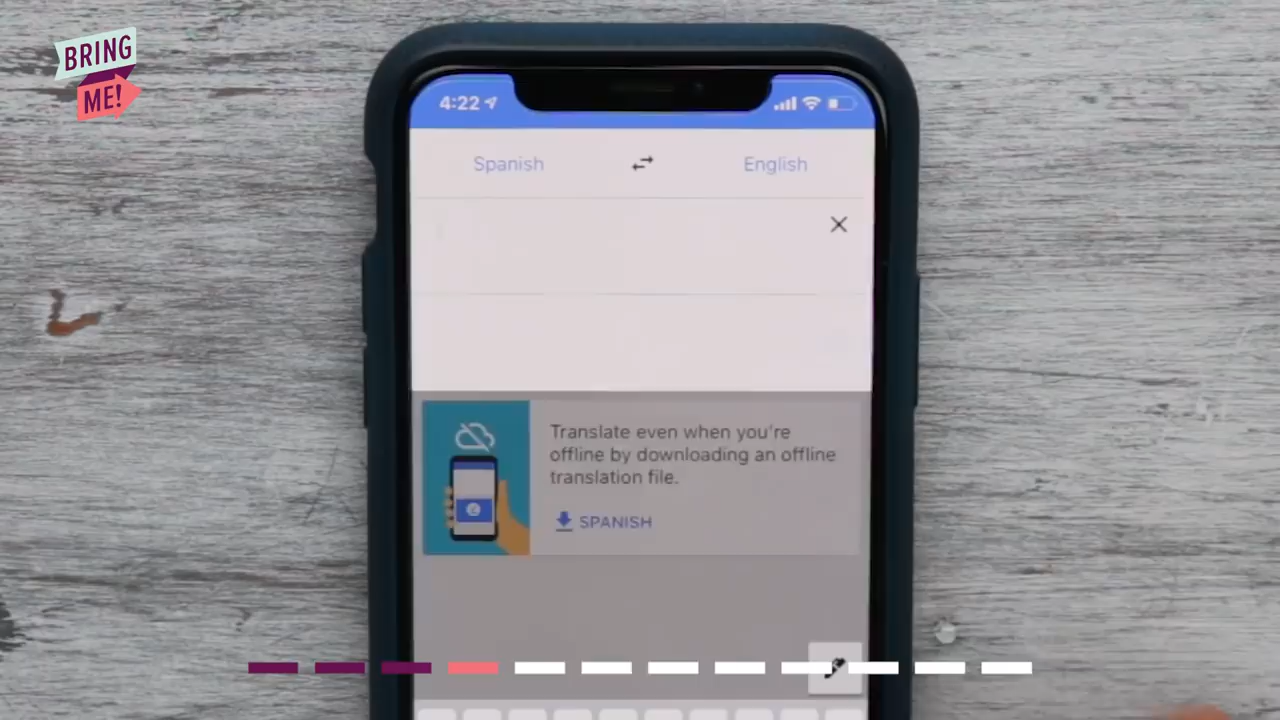 BRING
ME!
4:22
Spanish
English
Translate even when you're
offline by downloading an offline
translation file.
SPANISH